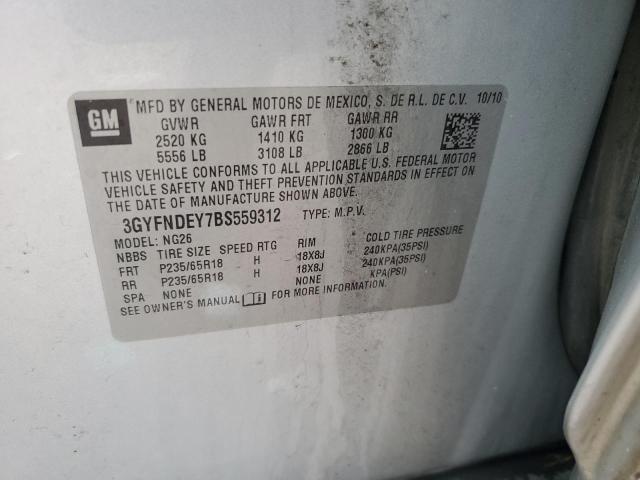 GM
MFD BY GENERAL MOTORS DE MEXICO, S. DE R.L. DE C.V. 10/10
GVWR GAWR FRT GAWR RR
2520 KG 1410 KG 1300 KG
5556 LB 3108 LB 2866 LB
THIS VEHICLE CONFORMS TO ALL APPLICABLE U.S. FEDERAL MOTOR
VEHICLE SAFETY AND THEFT PREVENTION STANDARDS IN EFFECT ON
THE DATE OF MANUFACTURE SHOWN ABOVE.
3GYFNDEY7BS559312 TYPE: M.P.V.
MODEL: NG26
NBBS TIRE SIZE SPEED RTG RIM COLD TIRE PRESSURE
FRT P235/65R18 H 18X8J 240KPA(35PSI)
RR P235/65R18 H 18X8J 240KPA(35PSI)
SPA NONE NONE KPA(PSI)
SEE OWNER'S MANUAL FOR MORE INFORMATION.